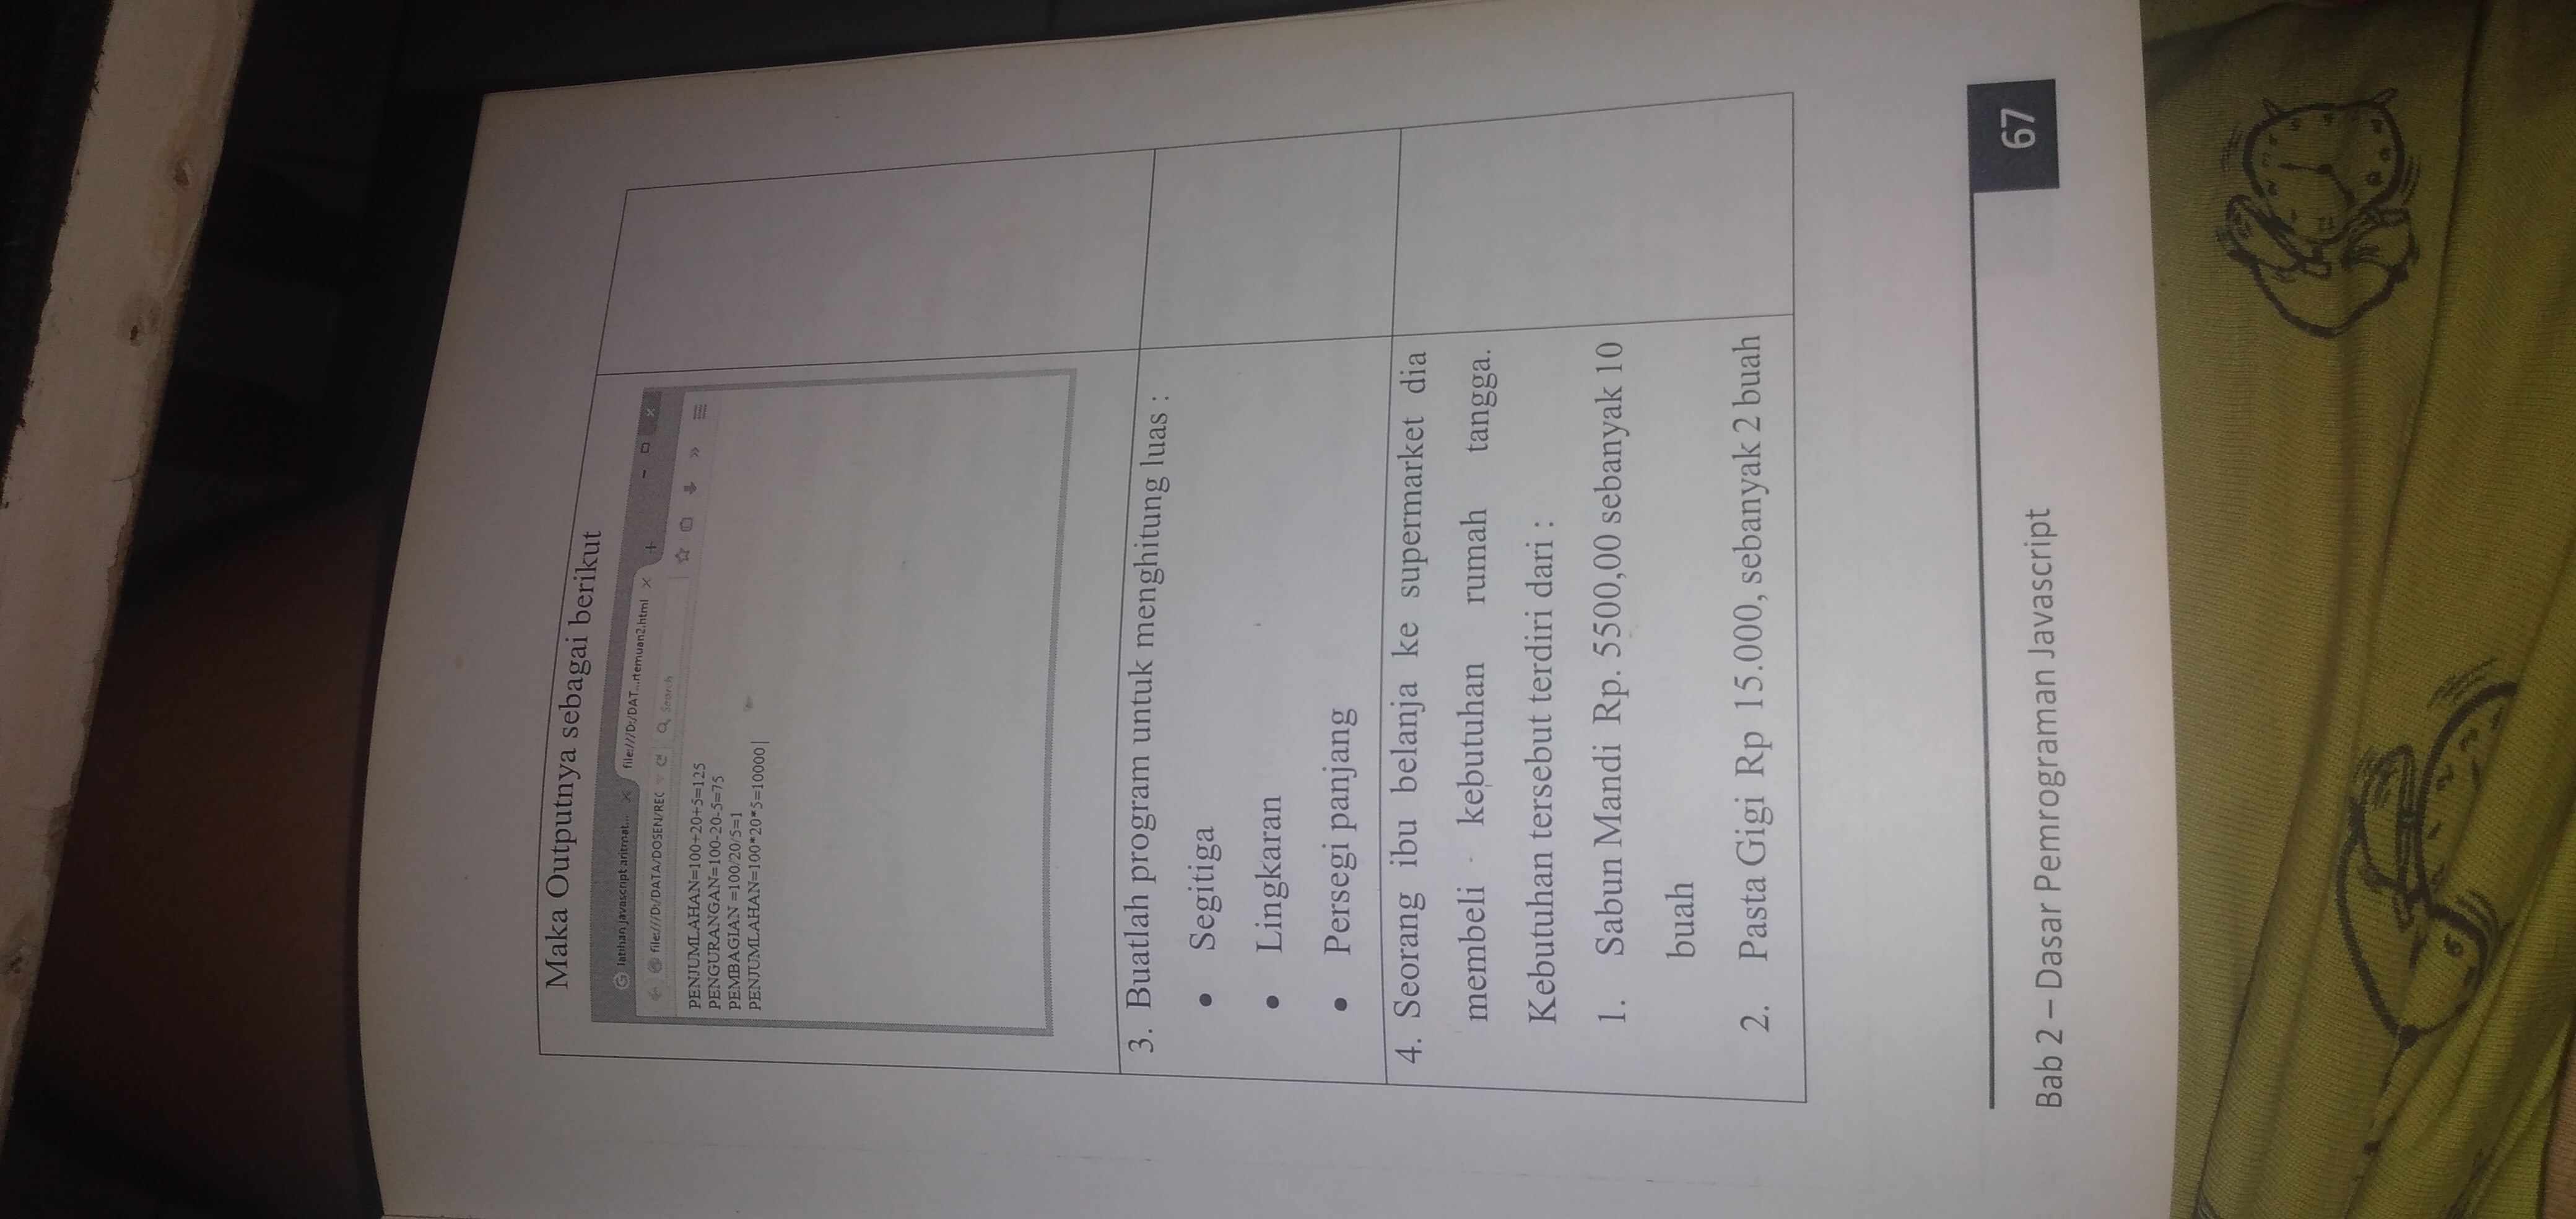 Maka Outputnya sebagai berikut
latihan javascript aritmat...
file:///D:/DAT...rtemuan2.html
file:///D:/DATA/DOSEN/REC
Search
PENJUMLAHAN=100+20+5=125
PENGURANGAN=100-20-5=75
PEMBAGIAN =100/20/5=1
PENJUMLAHAN=100*20*5=10000
3. Buatlah program untuk menghitung luas :
• Segitiga
• Lingkaran
• Persegi panjang
4. Seorang ibu belanja ke supermarket dia
membeli kebutuhan rumah tangga.
Kebutuhan tersebut terdiri dari :
1. Sabun Mandi Rp. 5500,00 sebanyak 10
buah
2. Pasta Gigi Rp 15.000, sebanyak 2 buah
Bab 2 – Dasar Pemrograman Javascript
67